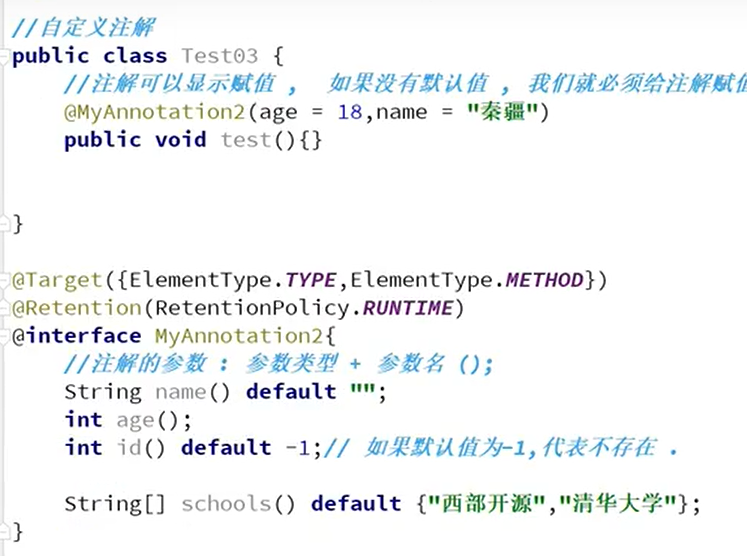 //自定义注解
public class Test03 {
//注解可以显示赋值 ， 如果没有默认值 ，我们就必须给注解赋值
@MyAnnotation2(age = 18,name = "秦疆")
public void test(){}
}
@Target({ElementType.TYPE,ElementType.METHOD})
@Retention(RetentionPolicy.RUNTIME)
@interface MyAnnotation2{
//注解的参数 : 参数类型 + 参数名 ();
String name() default "";
int age();
int id() default -1;// 如果默认值为-1,代表不存在 .
String[] schools() default {"西部开源","清华大学"};
}